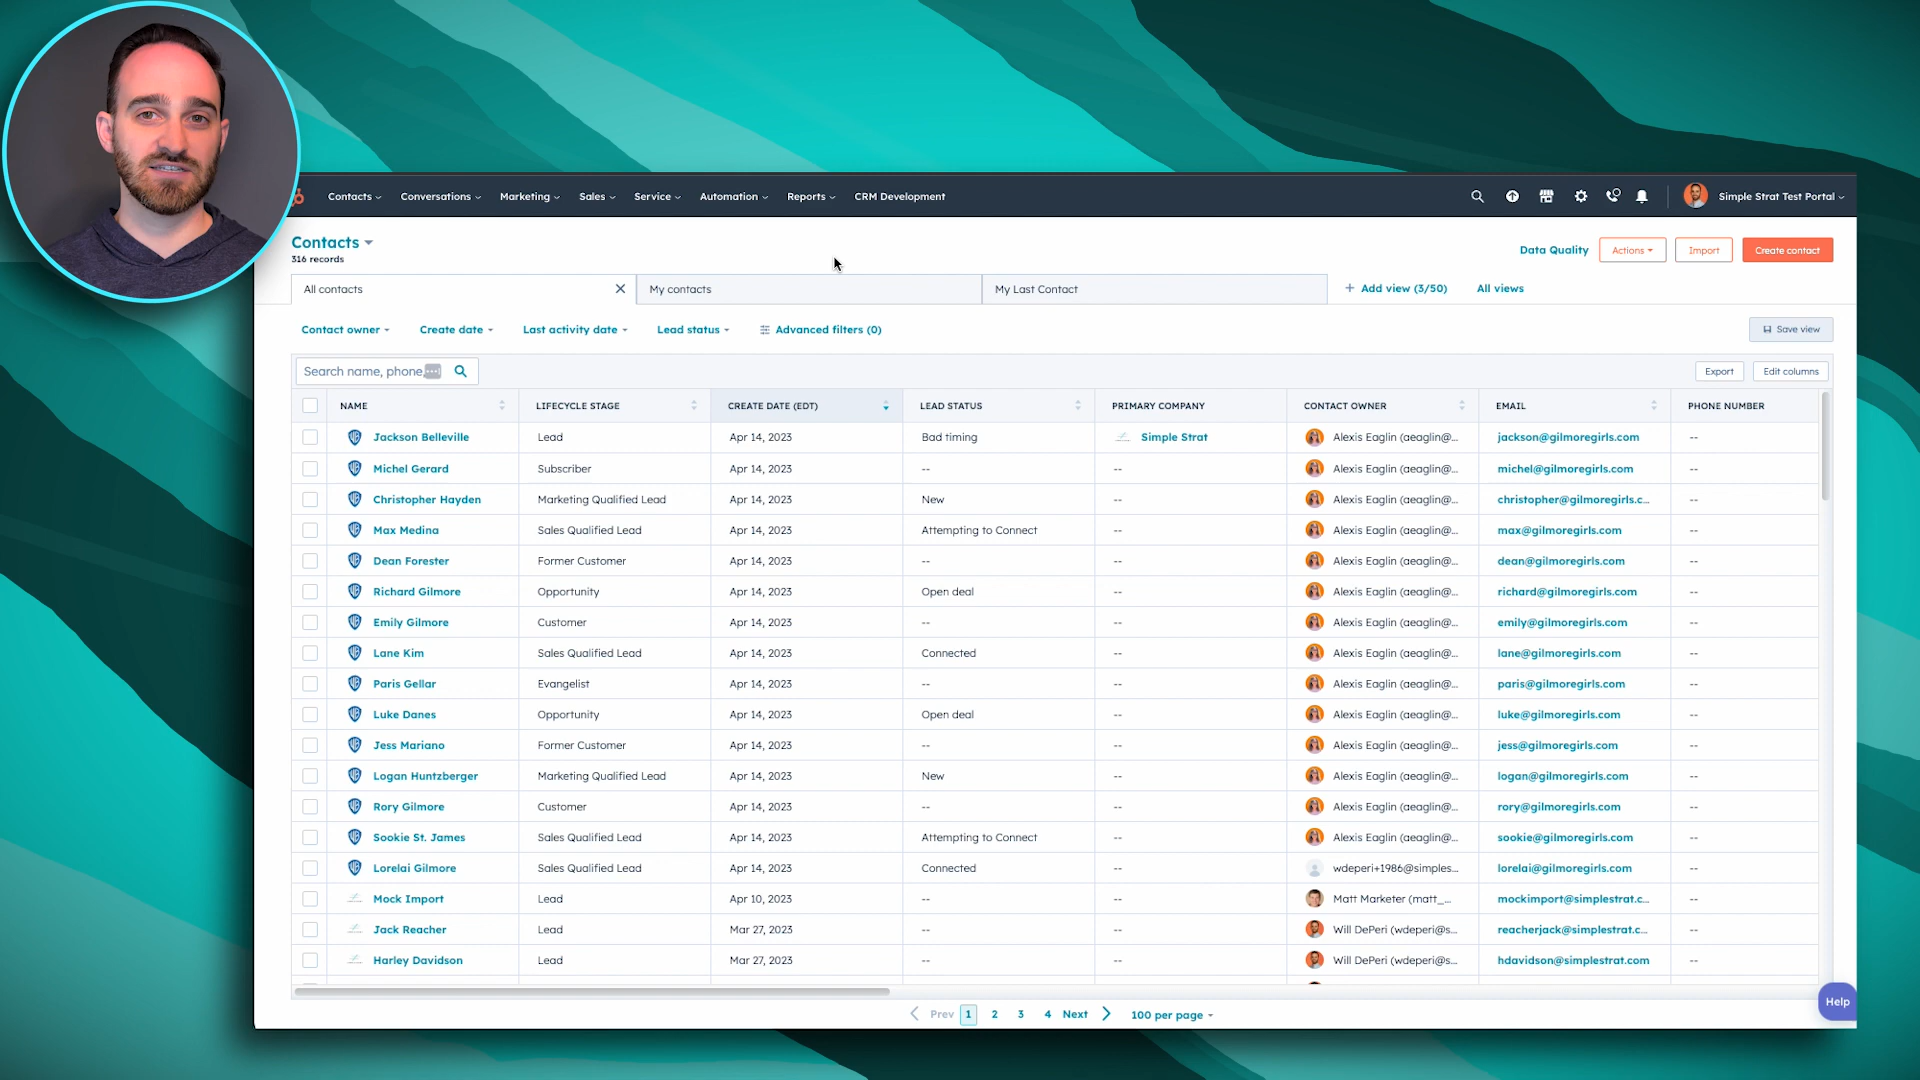 Contacts Conversations Marketing Sales Service Automation Reports CRM Development Simple Strat Test Portal
Contacts
316 records
Data Quality Actions Import Create contact
All contacts My contacts My Last Contact + Add view (3/50) All views
Contact owner Create date Last activity date Lead status Advanced filters (0) Save view
Search name, phone, Export Edit columns
NAME LIFECYCLE STAGE CREATE DATE (EDT) LEAD STATUS PRIMARY COMPANY CONTACT OWNER EMAIL PHONE NUMBER
Jackson Belleville Lead Apr 14, 2023 Bad timing Simple Strat Alexis Eaglin (aeaglin@... jackson@gilmoregirls.com --
Michel Gerard Subscriber Apr 14, 2023 -- -- Alexis Eaglin (aeaglin@... michel@gilmoregirls.com --
Christopher Hayden Marketing Qualified Lead Apr 14, 2023 New -- Alexis Eaglin (aeaglin@... christopher@gilmoregirls.c... --
Max Medina Sales Qualified Lead Apr 14, 2023 Attempting to Connect -- Alexis Eaglin (aeaglin@... max@gilmoregirls.com --
Dean Forester Former Customer Apr 14, 2023 -- -- Alexis Eaglin (aeaglin@... dean@gilmoregirls.com --
Richard Gilmore Opportunity Apr 14, 2023 Open deal -- Alexis Eaglin (aeaglin@... richard@gilmoregirls.com --
Emily Gilmore Customer Apr 14, 2023 -- -- Alexis Eaglin (aeaglin@... emily@gilmoregirls.com --
Lane Kim Sales Qualified Lead Apr 14, 2023 Connected -- Alexis Eaglin (aeaglin@... lane@gilmoregirls.com --
Paris Gellar Evangelist Apr 14, 2023 -- -- Alexis Eaglin (aeaglin@... paris@gilmoregirls.com --
Luke Danes Opportunity Apr 14, 2023 Open deal -- Alexis Eaglin (aeaglin@... luke@gilmoregirls.com --
Jess Mariano Former Customer Apr 14, 2023 -- -- Alexis Eaglin (aeaglin@... jess@gilmoregirls.com --
Logan Huntzberger Marketing Qualified Lead Apr 14, 2023 New -- Alexis Eaglin (aeaglin@... logan@gilmoregirls.com --
Rory Gilmore Customer Apr 14, 2023 -- -- Alexis Eaglin (aeaglin@... rory@gilmoregirls.com --
Sookie St. James Sales Qualified Lead Apr 14, 2023 Attempting to Connect -- Alexis Eaglin (aeaglin@... sookie@gilmoregirls.com --
Lorelai Gilmore Sales Qualified Lead Apr 14, 2023 Connected -- wdeperi+1986@simples... lorelai@gilmoregirls.com --
Mock Import Lead Apr 10, 2023 -- -- Matt Marketer (matt_... mockimport@simplestrat.c... --
Jack Reacher Lead Mar 27, 2023 -- -- Will DePeri (wdeperi@s... reacherjack@simplestrat.c... --
Harley Davidson Lead Mar 27, 2023 -- -- Will DePeri (wdeperi@s... hdavidson@simplestrat.com --
Prev 1 2 3 4 Next 100 per page
Help